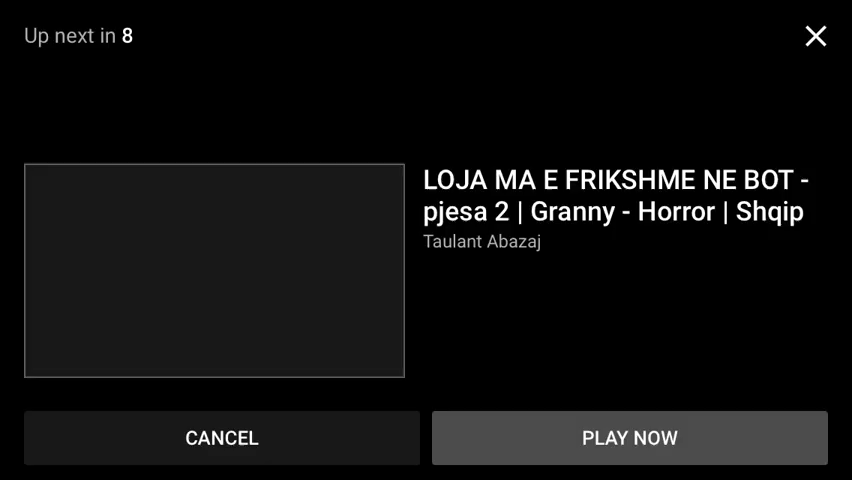 Up next in 8
LOJA MA E FRIKSHME NE BOT -
pjesa 2 | Granny - Horror | Shqip
Taulant Abazaj
CANCEL
PLAY NOW